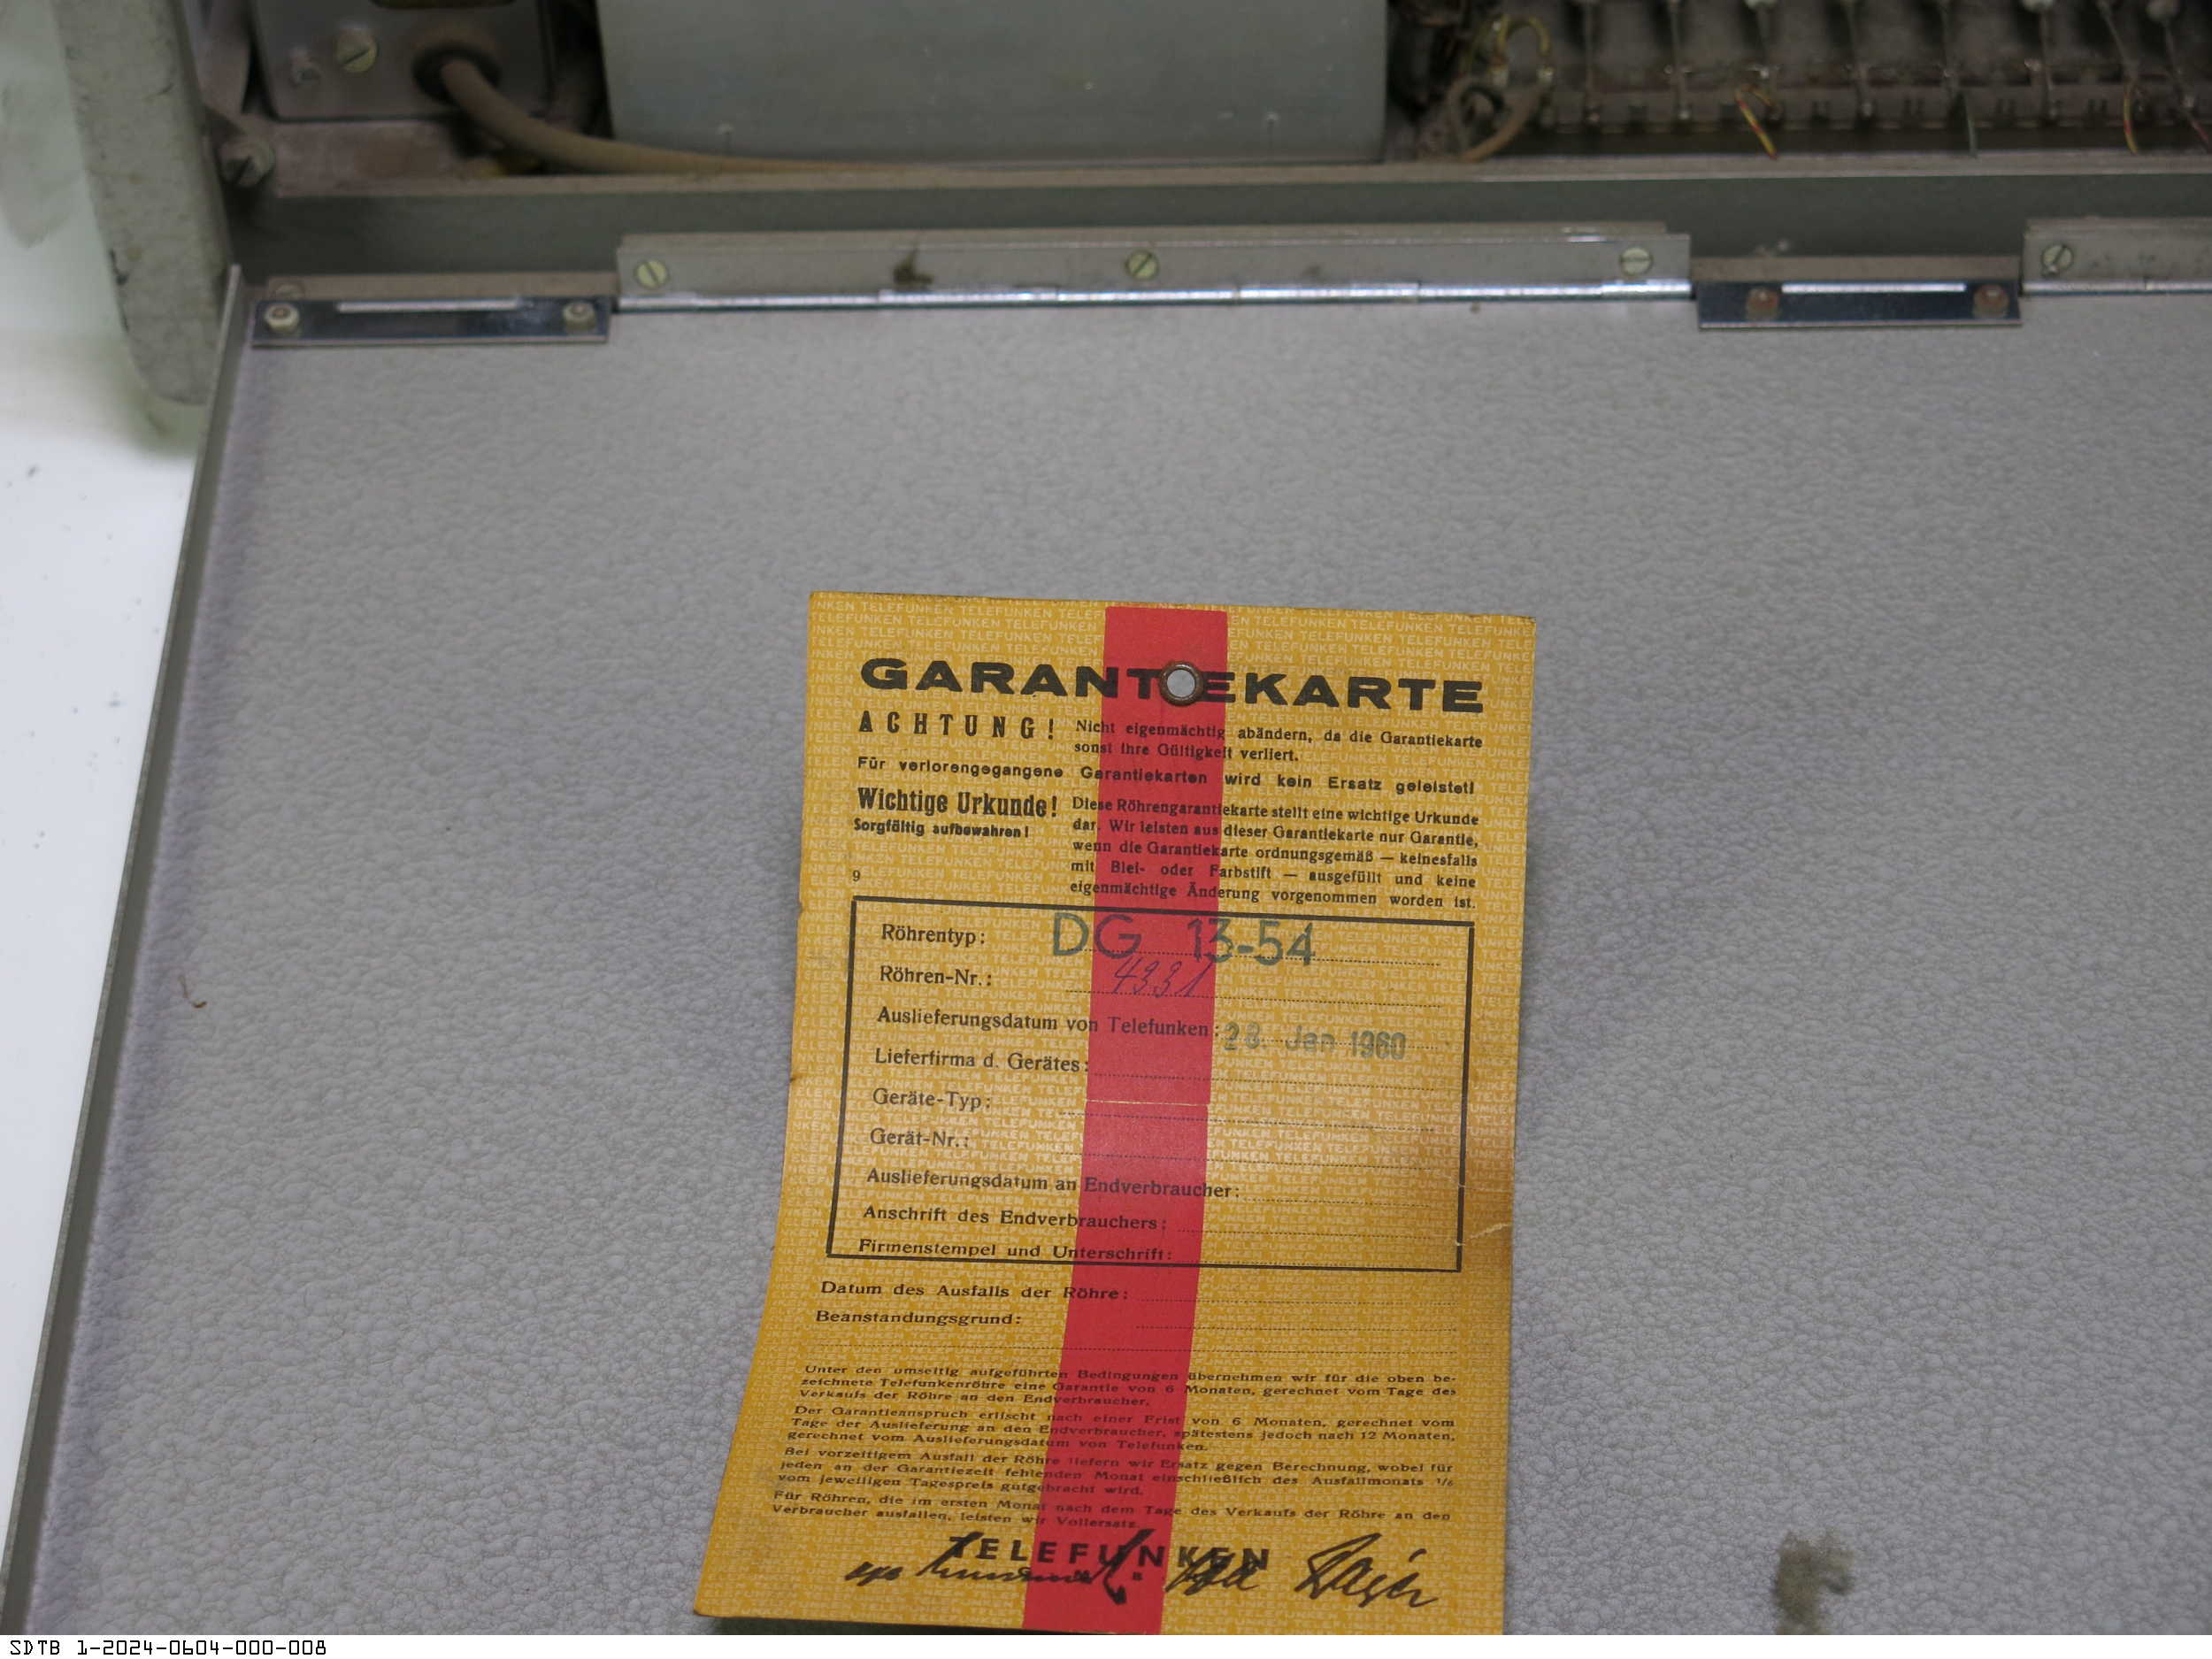 GARANTIEKARTE
ACHTUNG! Nicht eigenmächtig abändern, da die Garantiekarte
sonst ihre Gültigkeit verliert.
Für verlorengegangene Garantiekarten wird kein Ersatz geleistet!
Wichtige Urkunde! Diese Röhrengarantiekarte stellt eine wichtige Urkunde
Sorgfältig aufbewahren! dar. Wir leisten aus dieser Garantiekarte nur Garantie,
wenn die Garantiekarte ordnungsgemäß — keinesfalls
mit Blei- oder Farbstift — ausgefüllt und keine
9 eigenmächtige Änderung vorgenommen worden ist.
Röhrentyp: DG 13-54
Röhren-Nr.: 4331
Auslieferungsdatum von Telefunken: 28. Jan 1960
Lieferfirma d. Gerätes:
Geräte-Typ:
Gerät-Nr.:
Auslieferungsdatum an Endverbraucher:
Anschrift des Endverbrauchers:
Firmenstempel und Unterschrift:
Datum des Ausfalls der Röhre:
Beanstandungsgrund:
Unter den umseitig aufgeführten Bedingungen übernehmen wir für die oben be-
zeichnete Telefunkenröhre eine Garantie von 6 Monaten, gerechnet vom Tage des
Verkaufs der Röhre an den Endverbraucher.
Der Garantieanspruch erlischt nach einer Frist von 6 Monaten, gerechnet vom
Tage der Auslieferung an den Endverbraucher, spätestens jedoch nach 12 Monaten,
gerechnet vom Auslieferungsdatum von Telefunken.
Bei vorzeitigem Ausfall der Röhre liefern wir Ersatz gegen Berechnung, wobei für
jeden an der Garantiezeit fehlenden Monat einschließlich des Ausfallmonats 1/6
vom jeweiligen Tagespreis gutgebracht wird.
Für Röhren, die im ersten Monat nach dem Tage des Verkaufs der Röhre an den
Verbraucher ausfallen, leisten wir Vollersatz.
TELEFUNKEN
SDTB 1-2024-0604-000-008